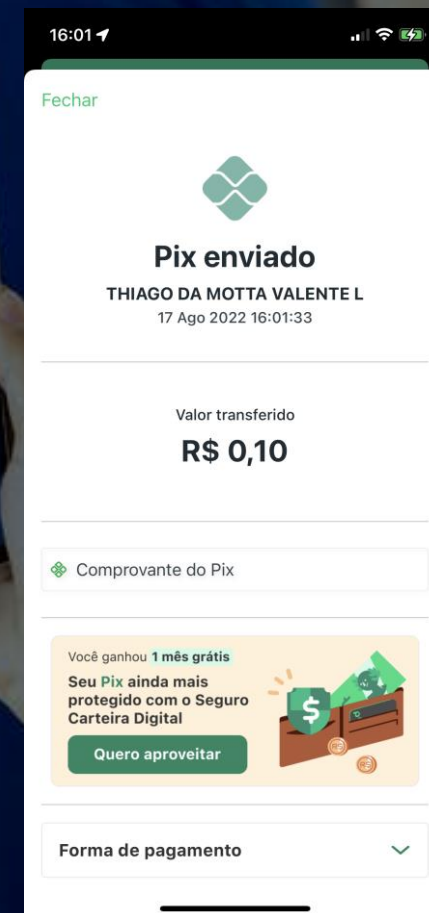 16:01
Fechar
Pix enviado
THIAGO DA MOTTA VALENTE L
17 Ago 2022 16:01:33
Valor transferido
R$ 0,10
Comprovante do Pix
Você ganhou 1 mês grátis
Seu Pix ainda mais
protegido com o Seguro
Carteira Digital
Quero aproveitar
Forma de pagamento